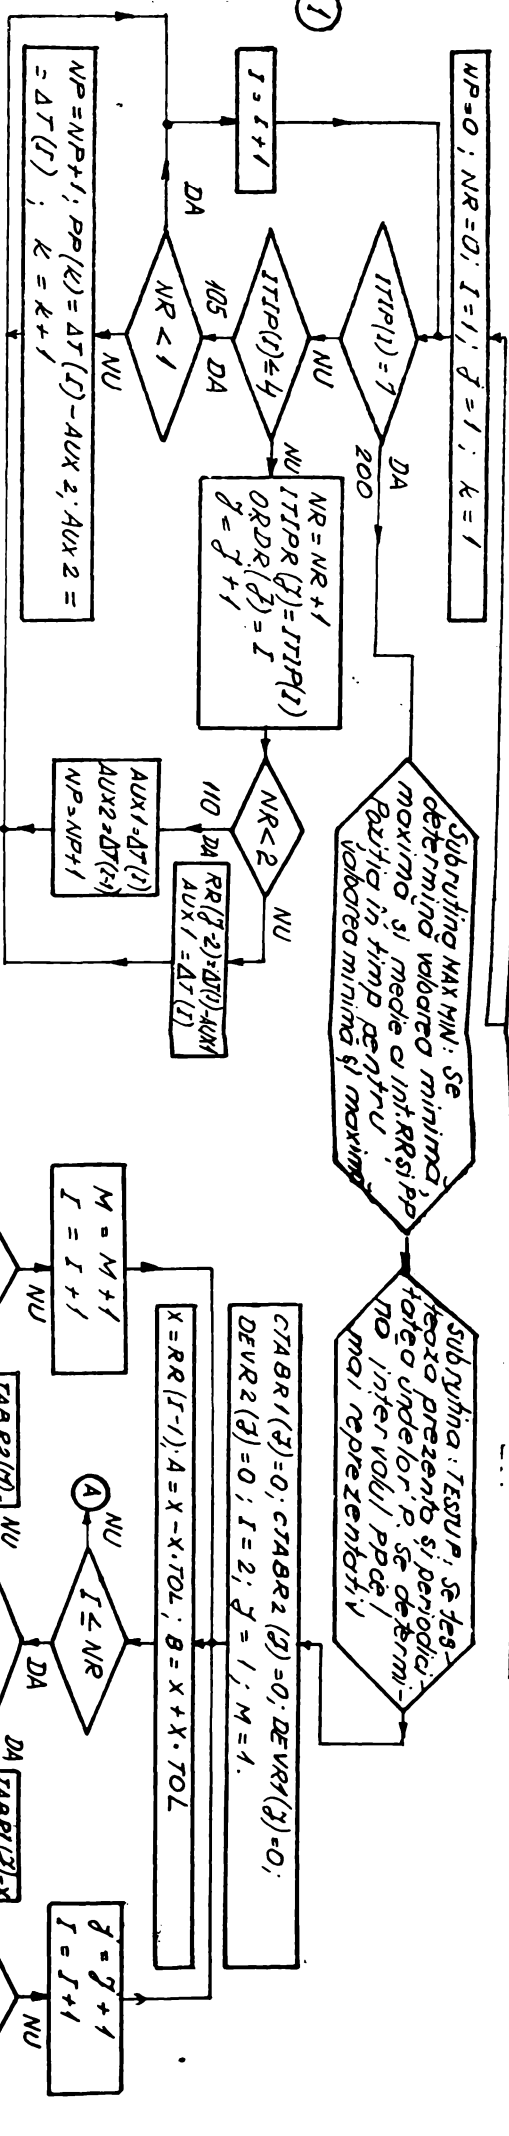 1
NP=0; NR=0; I=1; J=1; K=1
I=I+1
ITIP(I)=7
DA
200
NU
ITIP(I)≤4
NU
105
DA
NR<1
DA
NU
NP=NP+1; PP(K)=ΔT(I)-AUX2; AUX2=
=ΔT(I); K=K+1
NR=NR+1
ITIPR(J)=ITIP(I)
ORDR(J)=I
J=J+1
NR<2
110
DA
NU
AUX1=ΔT(I)
AUX2=ΔT(I-1)
NP=NP+1
RR(J-2)=ΔT(I)-AUX1
AUX1=ΔT(I)
Subrutina MAXMIN: Se
determină valoarea minimă,
maximă și medie a int. RR și PP
Poziția în timp pentru
valoarea minimă și maximă
Subrutina: TESTUP; Se tes-
tează prezența și periodici-
tatea undelor P. Se determi-
nă intervalul PP cel
mai reprezentativ
CTABR1(J)=0; CTABR2(J)=0; DEVR1(J)=0;
DEVR2(J)=0; I=2; J=1; M=1.
X=RR(I-1); A=X-X·TOL; B=X+X·TOL
M=M+1
I=I+1
NU
I≤NR
NU
A
DA
J=J+1
I=I+1
NU
TABR2(M)=
NU
DA
TABR1(J)=X